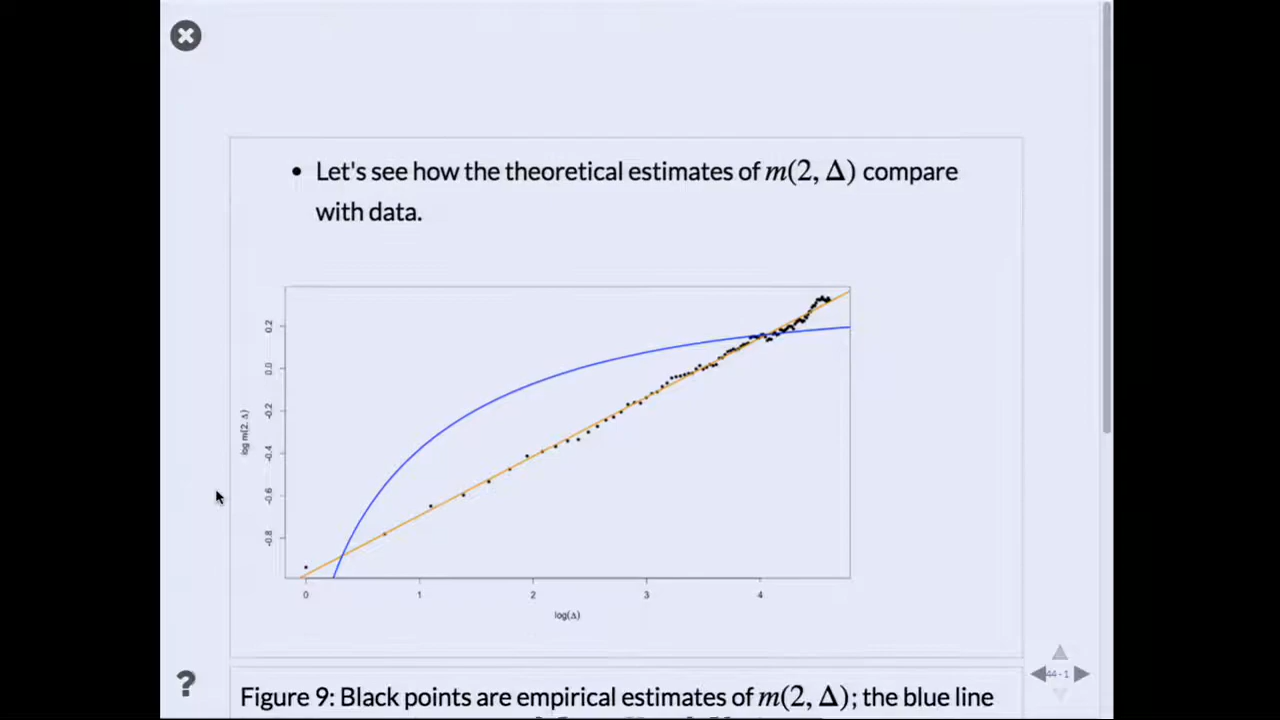 • Let's see how the theoretical estimates of m(2, Δ) compare
with data.
0.2
0.0
-0.2
-0.4
-0.6
-0.8
log m(2, Δ)
0 1 2 3 4
log(Δ)
?
44 - 1
Figure 9: Black points are empirical estimates of m(2, Δ); the blue line